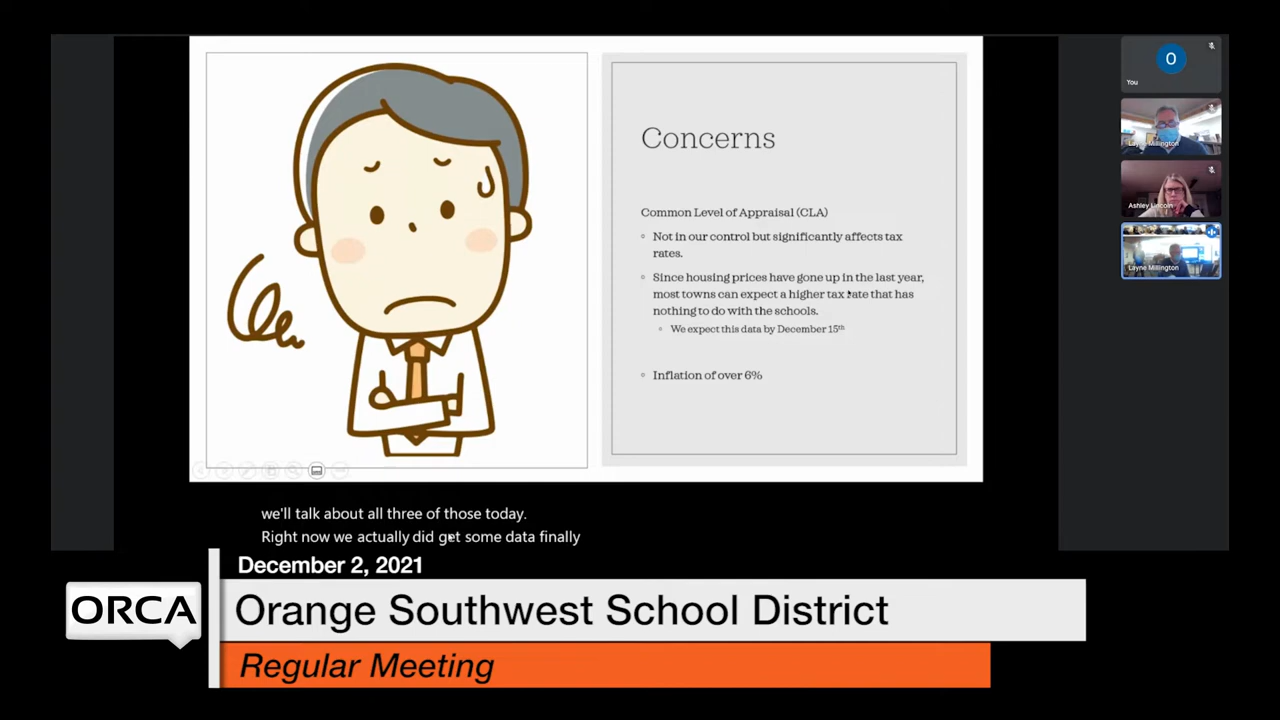 Concerns
Common Level of Appraisal (CLA)
Not in our control but significantly affects tax
rates.
Since housing prices have gone up in the last year,
most towns can expect a higher tax rate that has
nothing to do with the schools.
We expect this data by December 15th
Inflation of over 6%
O
You
Layne Millington
Ashley Lincoln
Layne Millington
we'll talk about all three of those today.
Right now we actually did get some data finally
December 2, 2021
ORCA
Orange Southwest School District
Regular Meeting